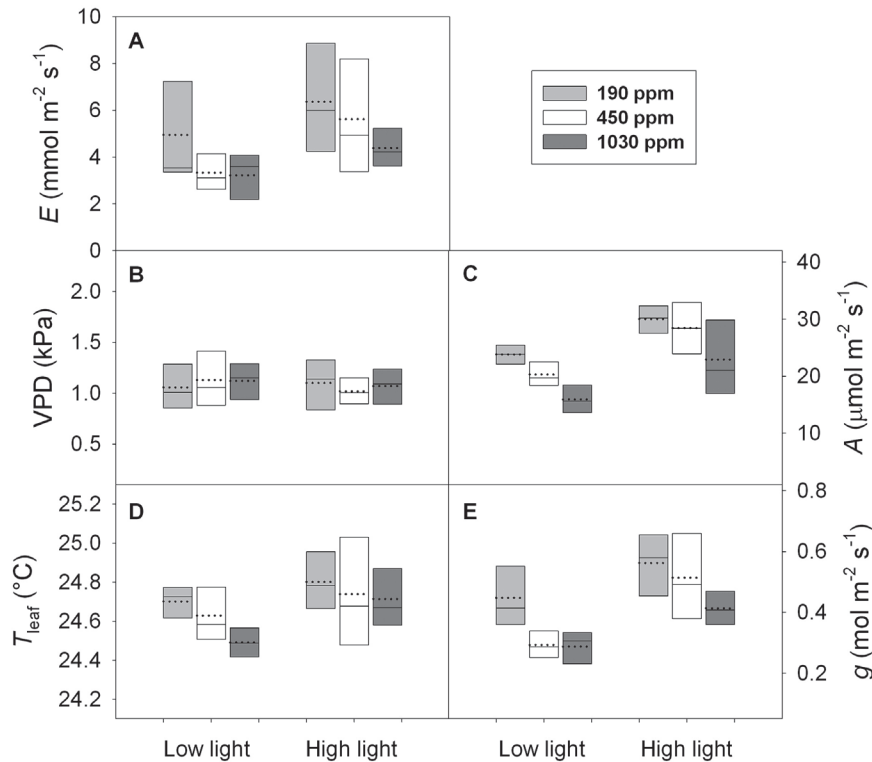 A
E (mmol m⁻² s⁻¹)
10
8
6
4
2
0
190 ppm
450 ppm
1030 ppm
B
VPD (kPa)
2.0
1.5
1.0
0.5
C
40
30
20
10
A (µmol m⁻² s⁻¹)
D
T leaf (°C)
25.2
25.0
24.8
24.6
24.4
24.2
E
0.8
0.6
0.4
0.2
g (mol m⁻² s⁻¹)
Low light High light Low light High light